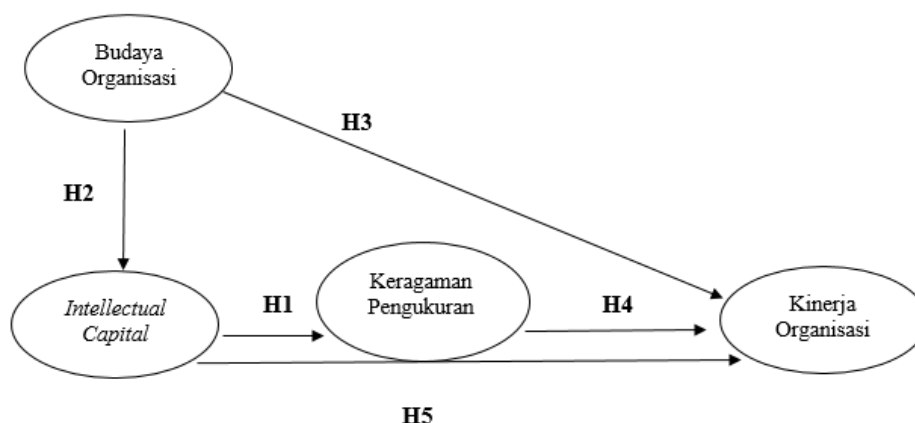 Budaya
Organisasi
H3
H2
Intellectual
Capital
H1
Keragaman
Pengukuran
H4
Kinerja
Organisasi
H5